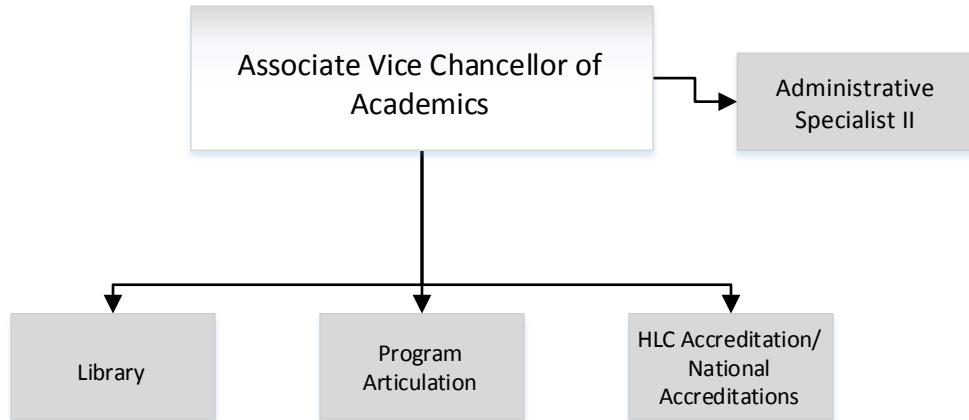 Associate Vice Chancellor of
Academics
Administrative
Specialist II
Library
Program
Articulation
HLC Accreditation/
National
Accreditations